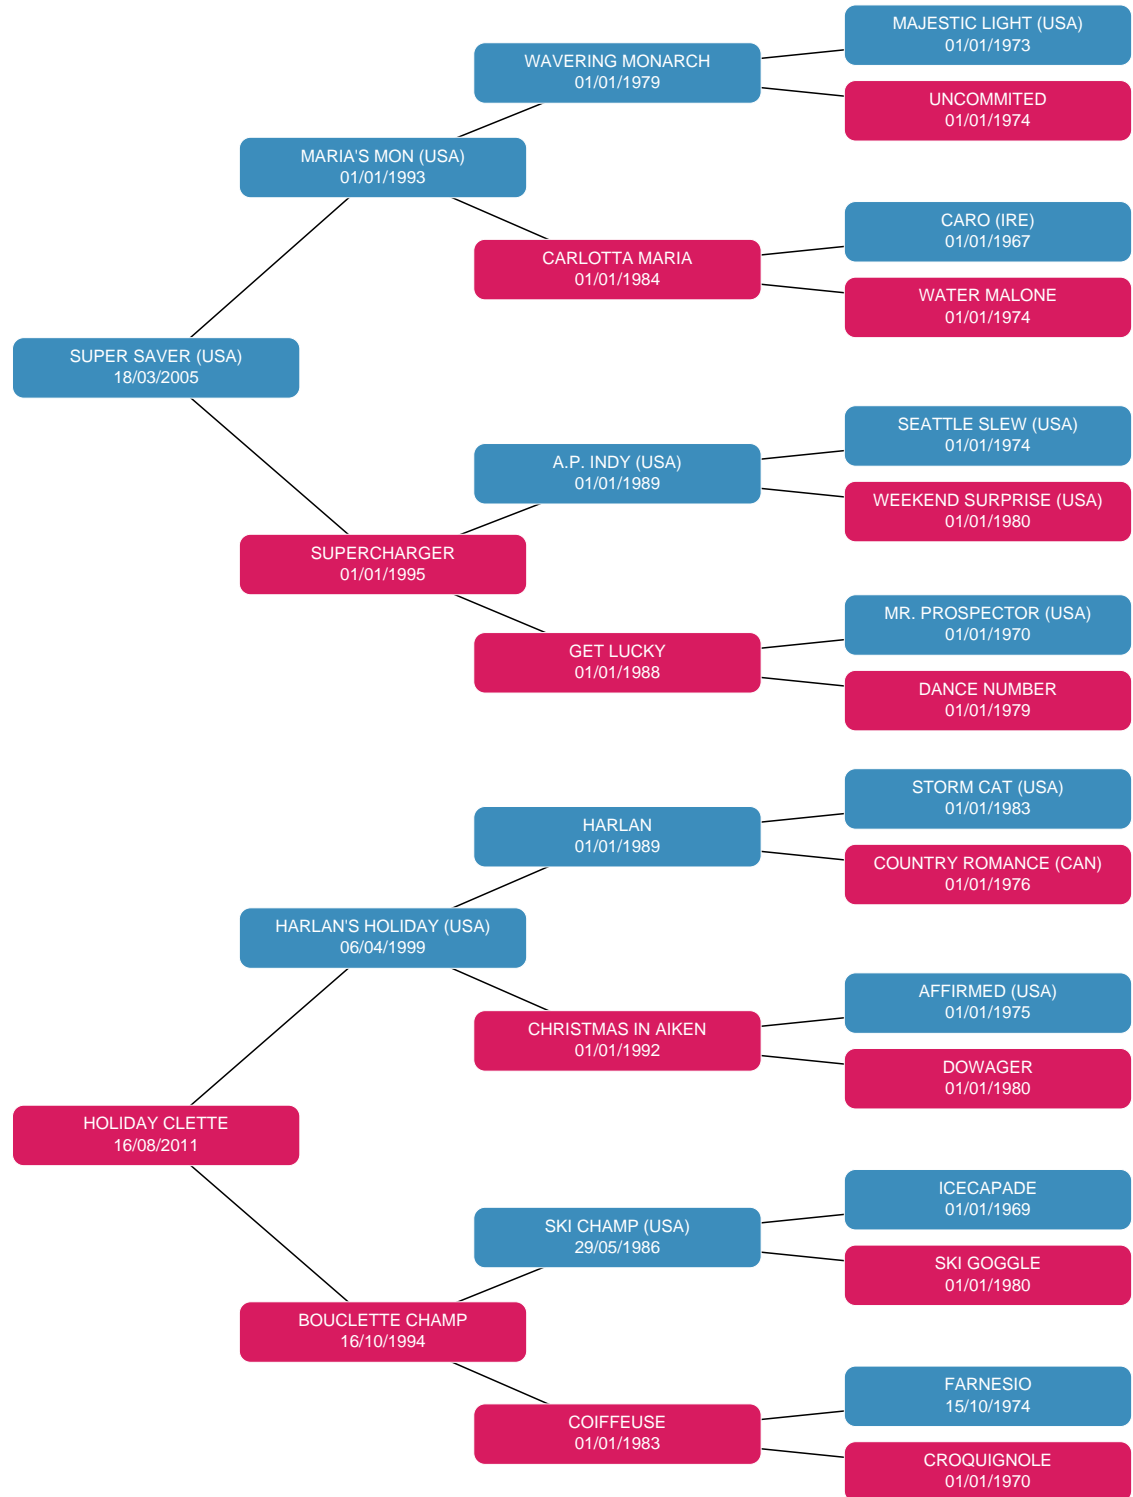 MAJESTIC LIGHT (USA)
01/01/1973
WAVERING MONARCH
01/01/1979
UNCOMMITED
01/01/1974
MARIA'S MON (USA)
01/01/1993
CARO (IRE)
01/01/1967
CARLOTTA MARIA
01/01/1984
WATER MALONE
01/01/1974
SUPER SAVER (USA)
18/03/2005
SEATTLE SLEW (USA)
01/01/1974
A.P. INDY (USA)
01/01/1989
WEEKEND SURPRISE (USA)
01/01/1980
SUPERCHARGER
01/01/1995
MR. PROSPECTOR (USA)
01/01/1970
GET LUCKY
01/01/1988
DANCE NUMBER
01/01/1979
STORM CAT (USA)
01/01/1983
HARLAN
01/01/1989
COUNTRY ROMANCE (CAN)
01/01/1976
HARLAN'S HOLIDAY (USA)
06/04/1999
AFFIRMED (USA)
01/01/1975
CHRISTMAS IN AIKEN
01/01/1992
DOWAGER
01/01/1980
HOLIDAY CLETTE
16/08/2011
ICECAPADE
01/01/1969
SKI CHAMP (USA)
29/05/1986
SKI GOGGLE
01/01/1980
BOUCLETTE CHAMP
16/10/1994
FARNESIO
15/10/1974
COIFFEUSE
01/01/1983
CROQUIGNOLE
01/01/1970